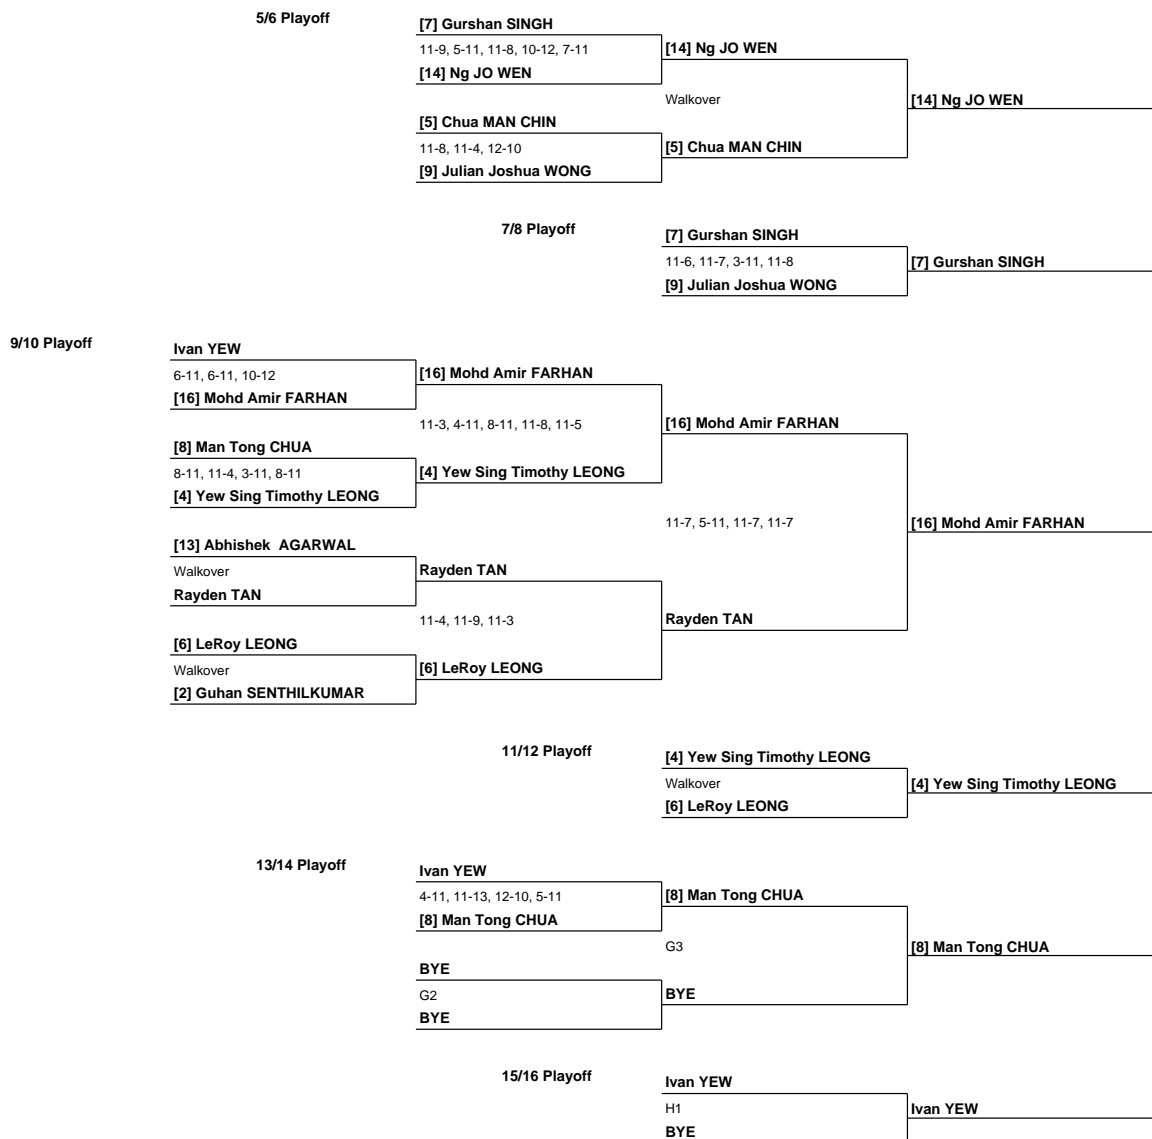 5/6 Playoff
[7] Gurshan SINGH
11-9, 5-11, 11-8, 10-12, 7-11
[14] Ng JO WEN
[14] Ng JO WEN
Walkover
[14] Ng JO WEN
[5] Chua MAN CHIN
11-8, 11-4, 12-10
[5] Chua MAN CHIN
[9] Julian Joshua WONG
7/8 Playoff
[7] Gurshan SINGH
11-6, 11-7, 3-11, 11-8
[7] Gurshan SINGH
[9] Julian Joshua WONG
9/10 Playoff
Ivan YEW
6-11, 6-11, 10-12
[16] Mohd Amir FARHAN
[16] Mohd Amir FARHAN
11-3, 4-11, 8-11, 11-8, 11-5
[16] Mohd Amir FARHAN
[8] Man Tong CHUA
8-11, 11-4, 3-11, 8-11
[4] Yew Sing Timothy LEONG
[4] Yew Sing Timothy LEONG
11-7, 5-11, 11-7, 11-7
[16] Mohd Amir FARHAN
[13] Abhishek  AGARWAL
Walkover
Rayden TAN
Rayden TAN
11-4, 11-9, 11-3
Rayden TAN
[6] LeRoy LEONG
Walkover
[6] LeRoy LEONG
[2] Guhan SENTHILKUMAR
11/12 Playoff
[4] Yew Sing Timothy LEONG
Walkover
[4] Yew Sing Timothy LEONG
[6] LeRoy LEONG
13/14 Playoff
Ivan YEW
4-11, 11-13, 12-10, 5-11
[8] Man Tong CHUA
[8] Man Tong CHUA
G3
[8] Man Tong CHUA
BYE
G2
BYE
BYE
15/16 Playoff
Ivan YEW
H1
Ivan YEW
BYE